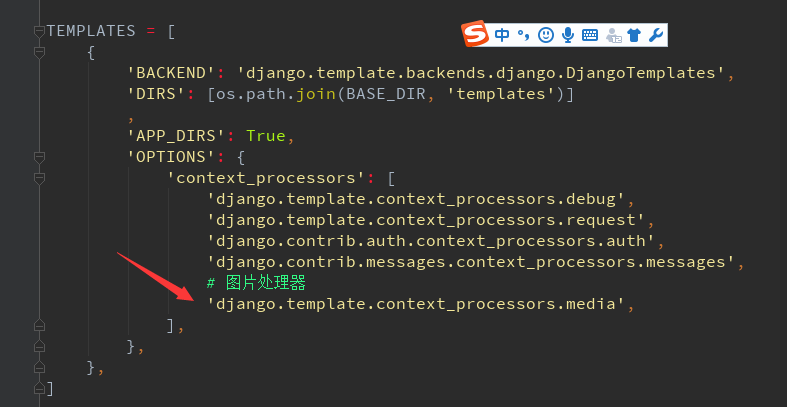 TEMPLATES = [
中
{
'BACKEND': 'django.template.backends.django.DjangoTemplates',
'DIRS': [os.path.join(BASE_DIR, 'templates')]
,
'APP_DIRS': True,
'OPTIONS': {
'context_processors': [
'django.template.context_processors.debug',
'django.template.context_processors.request',
'django.contrib.auth.context_processors.auth',
'django.contrib.messages.context_processors.messages',
# 图片处理器
'django.template.context_processors.media',
],
},
},
]